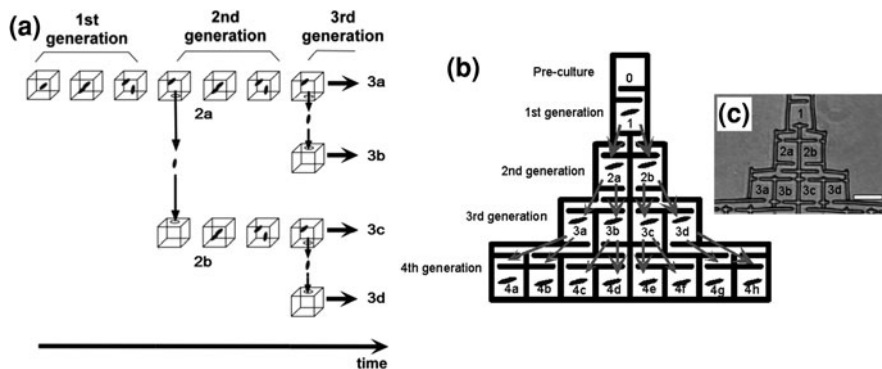 (a)
1st
generation
2nd
generation
3rd
generation
3a
2a
3b
3c
2b
3d
time
(b)
Pre-culture
0
1st generation
1
2nd generation
2a 2b
3rd generation
3a 3b 3c 3d
4th generation
4a 4b 4c 4d 4e 4f 4g 4h
(c)
1
2a 2b
3a 3b 3c 3d